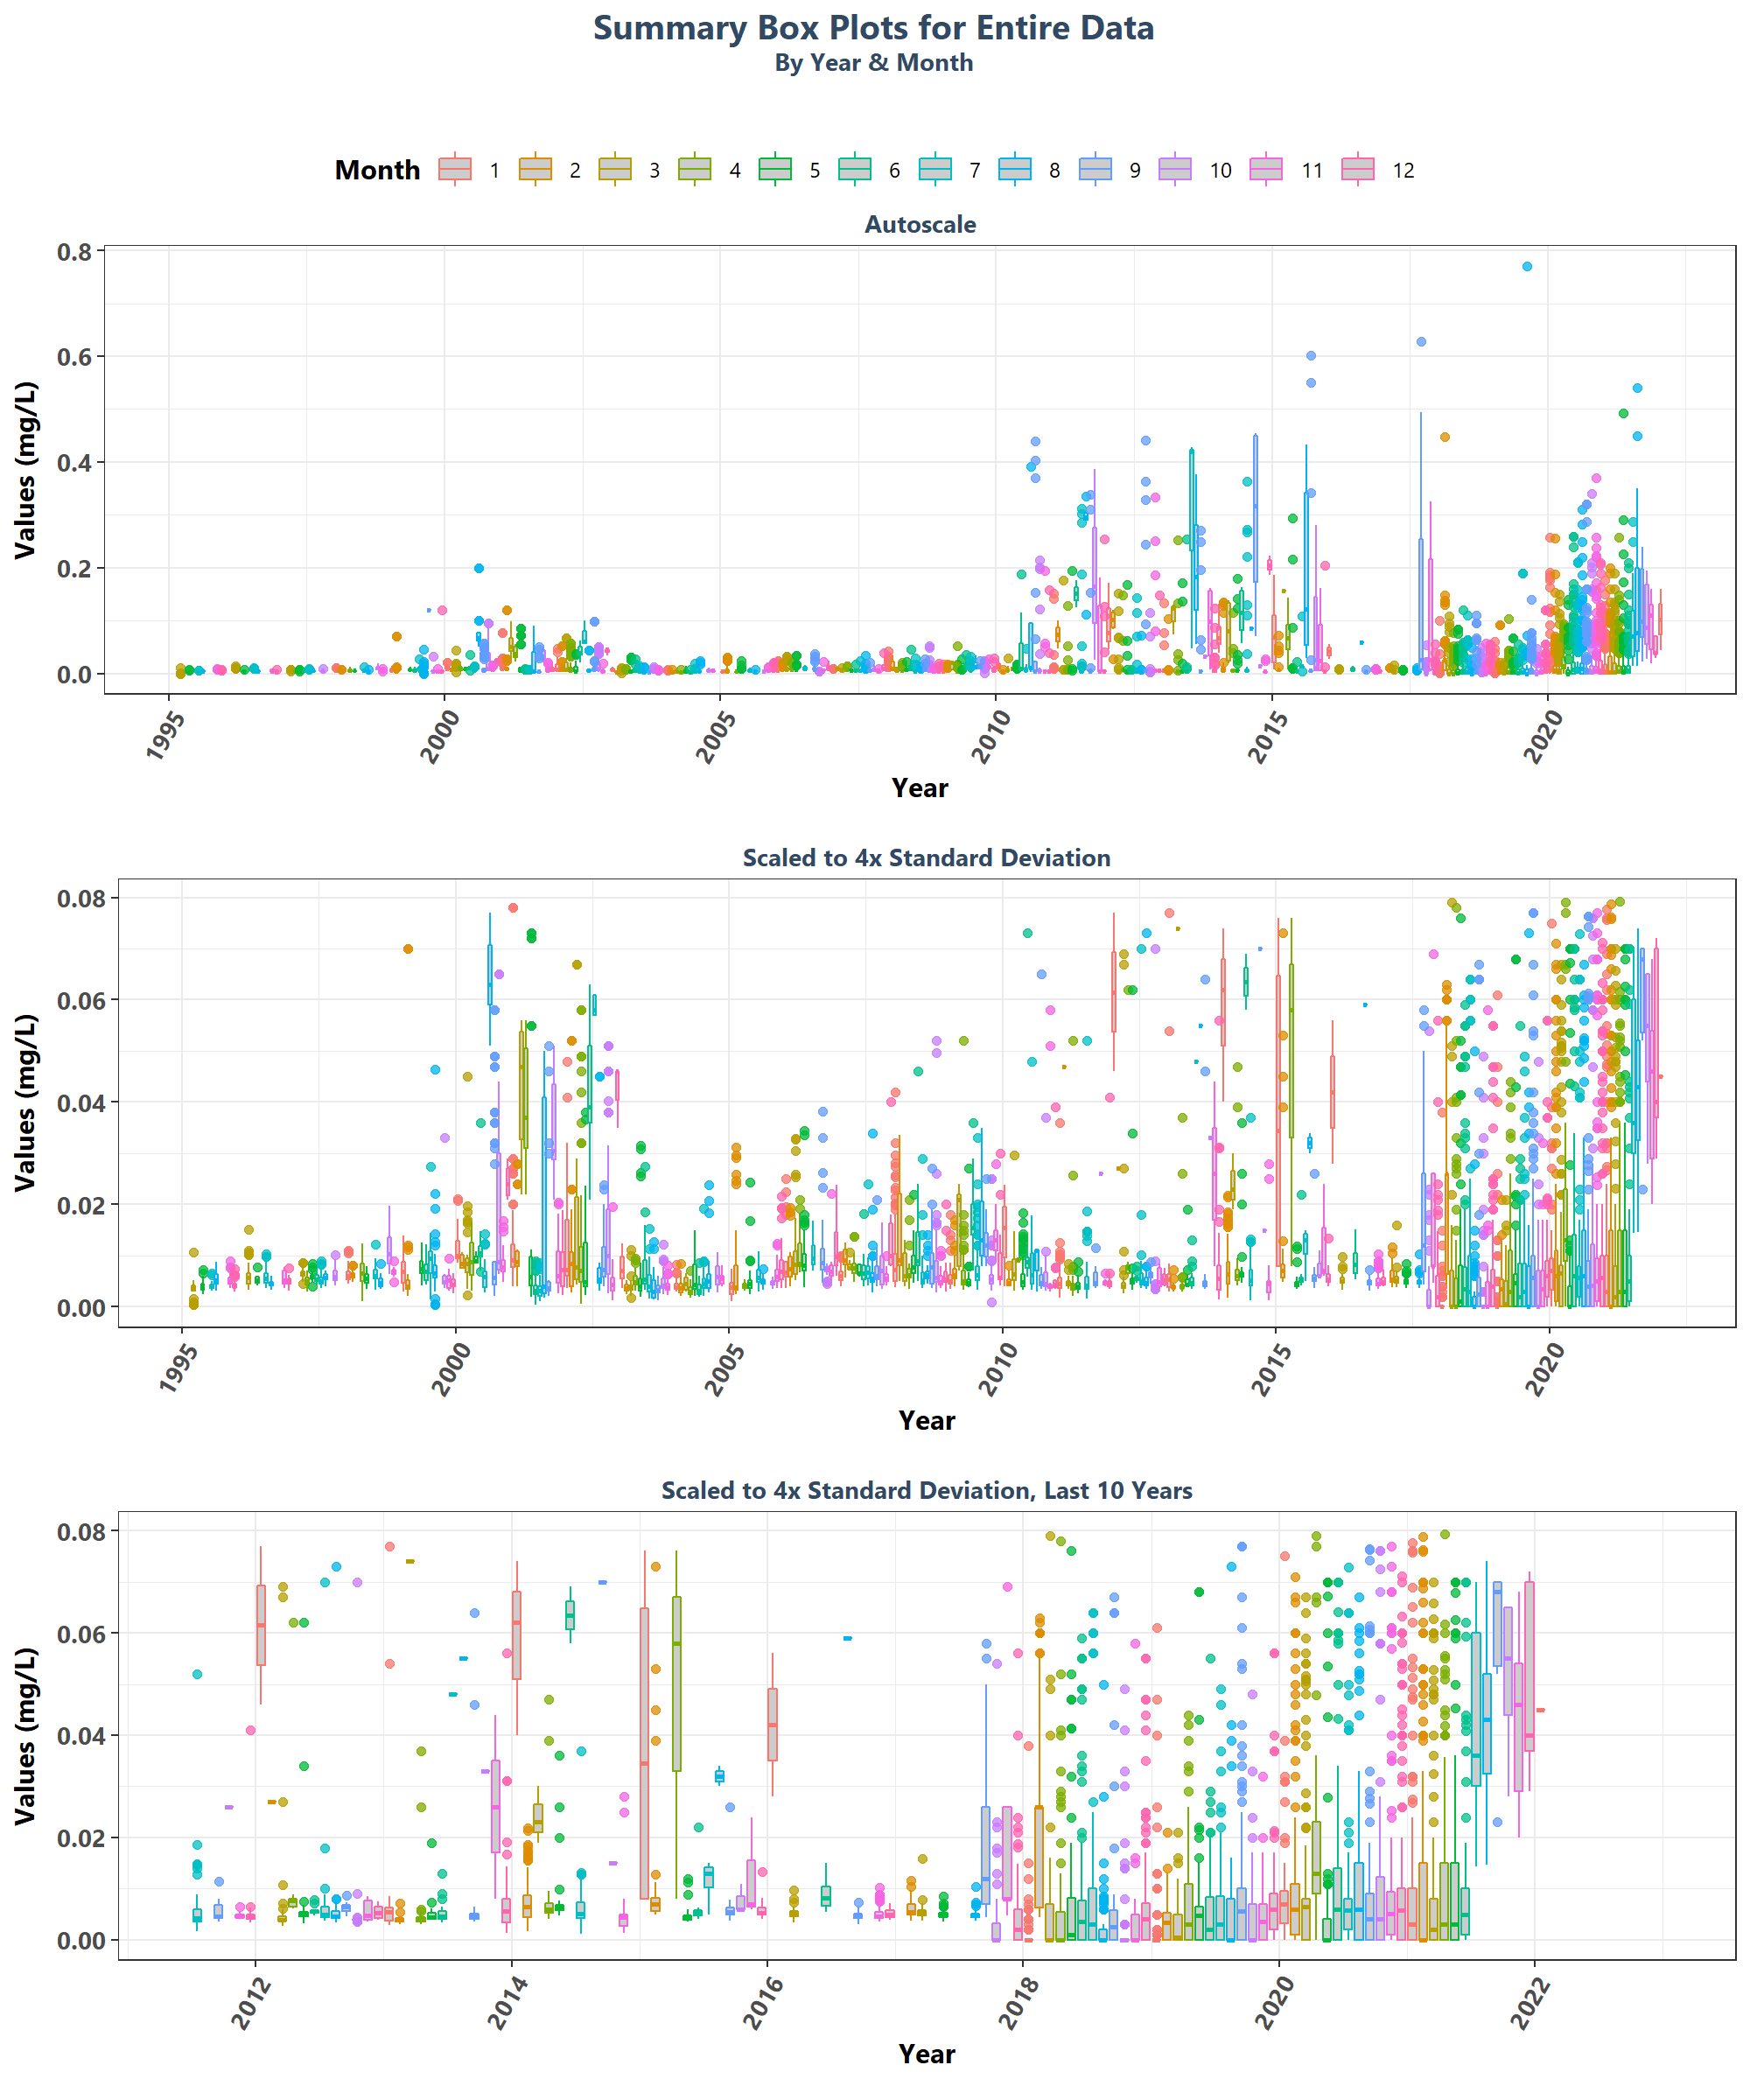 Summary Box Plots for Entire Data
By Year & Month
Month 1 2 3 4 5 6 7 8 9 10 11 12
Autoscale
Values (mg/L)
0.8
0.6
0.4
0.2
0.0
1995 2000 2005 2010 2015 2020
Year
Scaled to 4x Standard Deviation
Values (mg/L)
0.08
0.06
0.04
0.02
0.00
1995 2000 2005 2010 2015 2020
Year
Scaled to 4x Standard Deviation, Last 10 Years
Values (mg/L)
0.08
0.06
0.04
0.02
0.00
2012 2014 2016 2018 2020 2022
Year